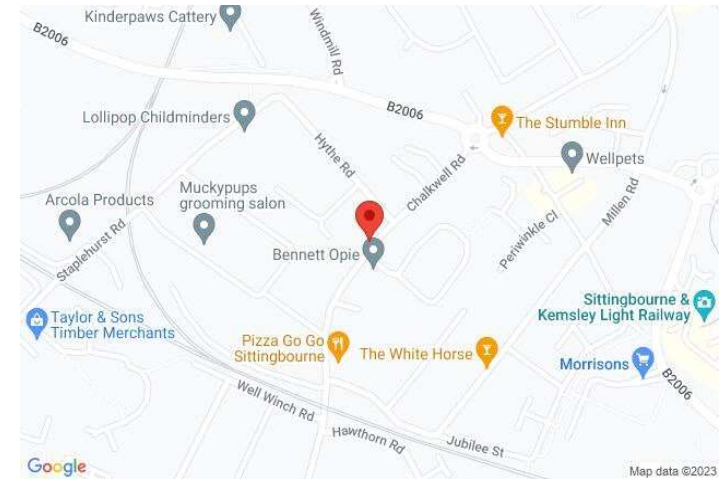 Kinderpaws Cattery
B2006
Windmill Rd
B2006
Lollipop Childminders
The Stumble Inn
Hythe Rd
Chalkwell Rd
Wellpets
Arcola Products
Muckypups
grooming salon
Millen Rd
Staplehurst Rd
Periwinkle Cl
Bennett Opie
Sittingbourne &
Kemsley Light Railway
Taylor & Sons
Timber Merchants
Pizza Go Go
Sittingbourne
The White Horse
Morrisons
B2006
Well Winch Rd
Hawthorn Rd
Jubilee St
Google
Map data ©2023